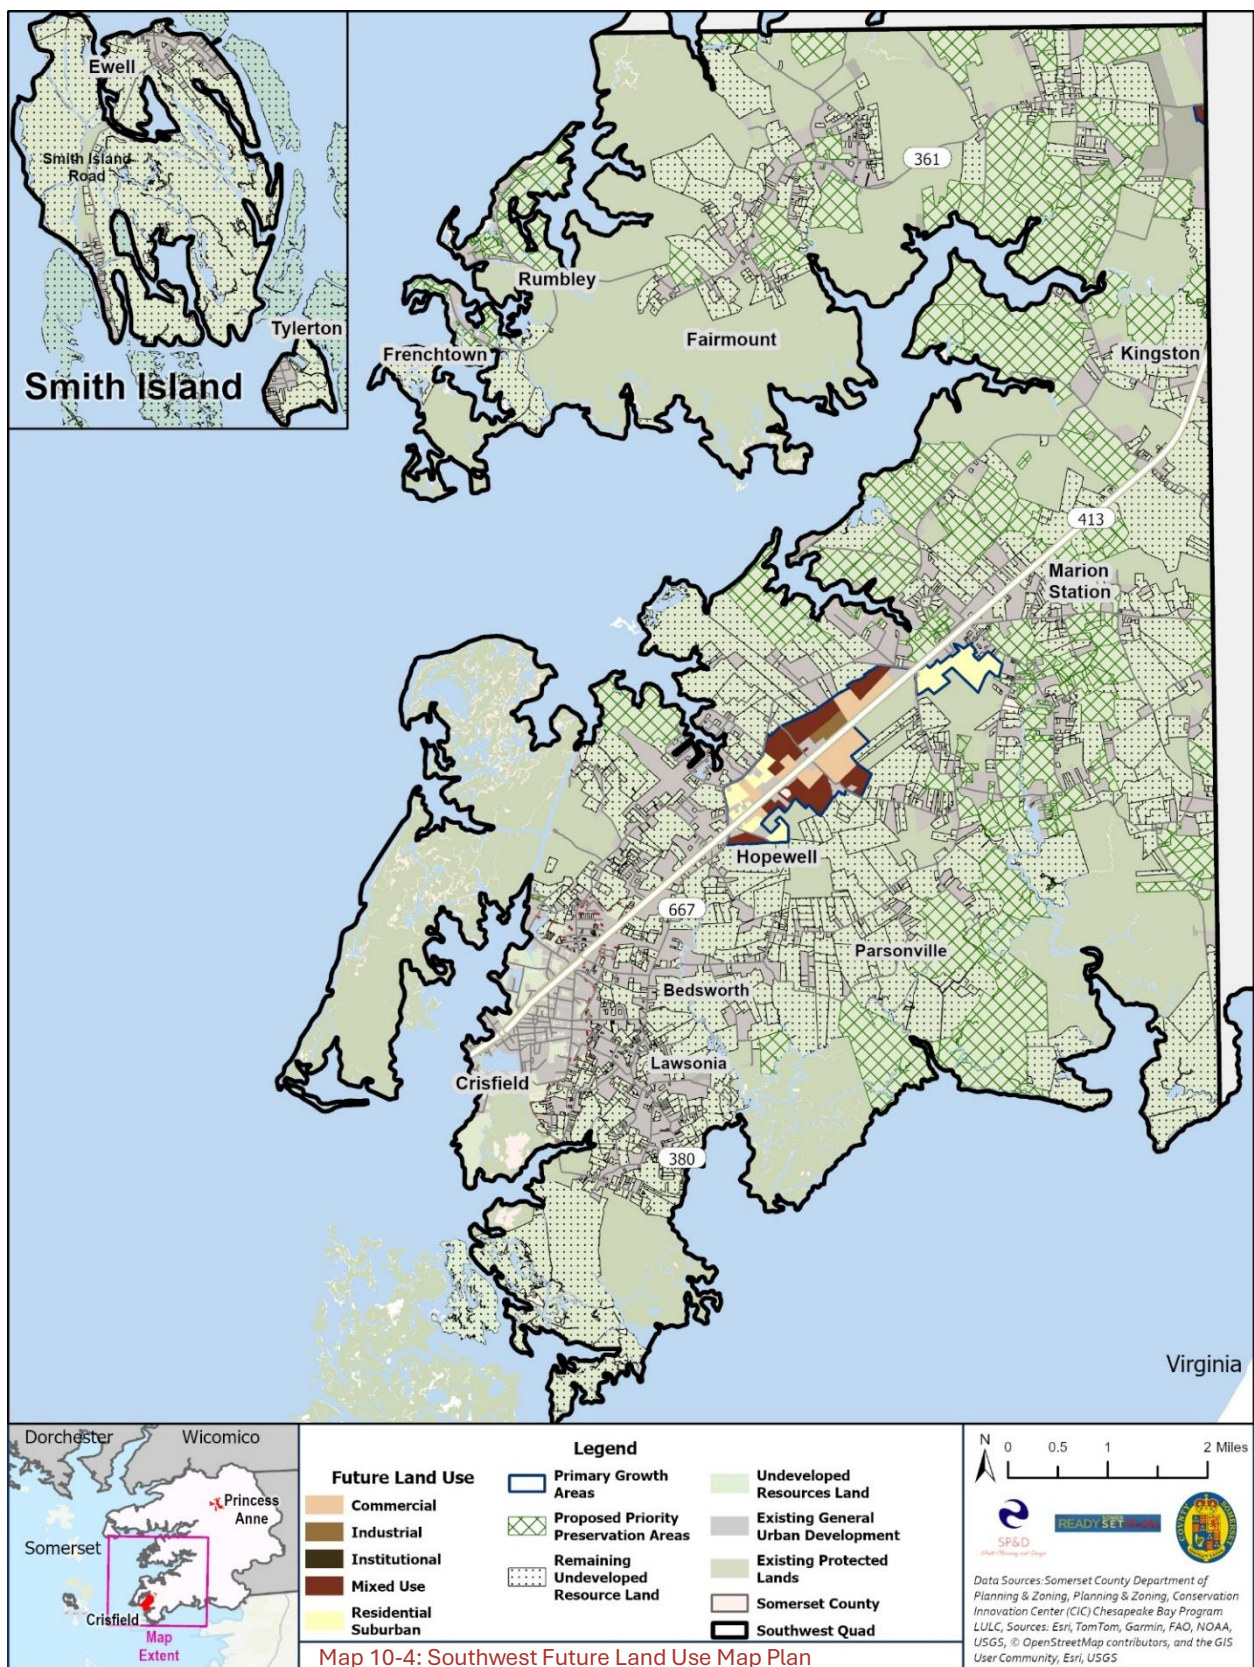 Ewell
Smith Island
Road
Tylerton
Smith Island
361
Rumbley
Fairmount
Frenchtown
Kingston
413
Marion
Station
Hopewell
667
Parsonville
Bedsworth
Lawsonia
Crisfield
380
Virginia
Dorchester
Wicomico
Princess
Anne
Somerset
Crisfield
Map
Extent
Legend
Future Land Use
Commercial
Industrial
Institutional
Mixed Use
Residential
Suburban
Primary Growth
Areas
Proposed Priority
Preservation Areas
Remaining
Undeveloped
Resource Land
Undeveloped
Resources Land
Existing General
Urban Development
Existing Protected
Lands
Somerset County
Southwest Quad
Map 10-4: Southwest Future Land Use Map Plan
N
0 0.5 1 2 Miles
SP&D
READY SET
COUNTY SOMERSET
Data Sources:Somerset County Department of
Planning & Zoning, Planning & Zoning, Conservation
Innovation Center (CIC) Chesapeake Bay Program
LULC, Sources: Esri, TomTom, Garmin, FAO, NOAA,
USGS, © OpenStreetMap contributors, and the GIS
User Community, Esri, USGS